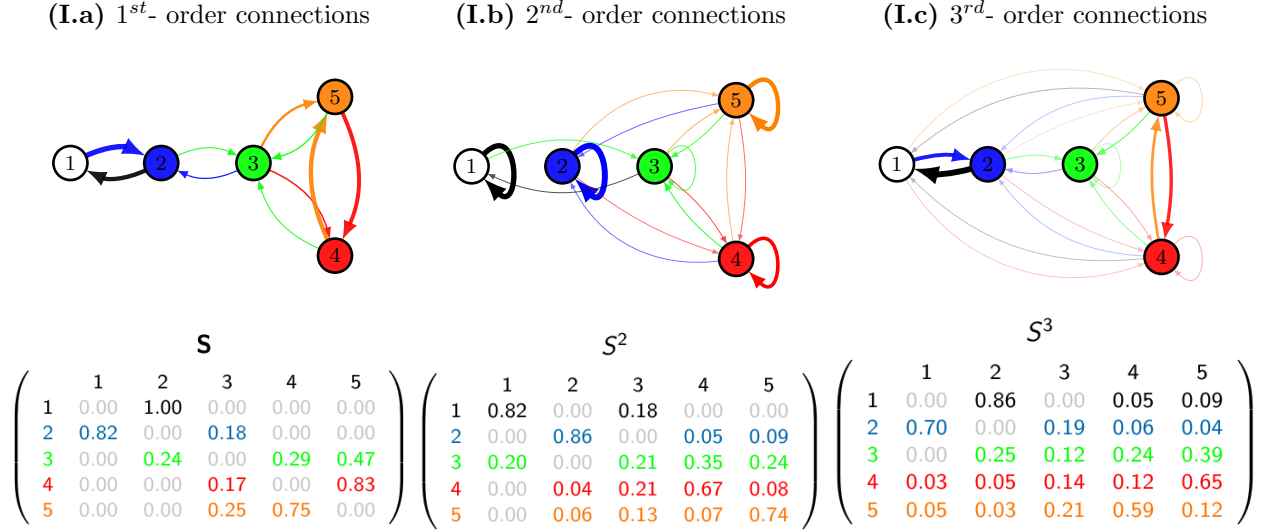 (I.a) 1st- order connections
(I.b) 2nd- order connections
(I.c) 3rd- order connections
5
1 2 3
4
5
1 2 3
4
5
1 2 3
4
S
1 2 3 4 5
1 0.00 1.00 0.00 0.00 0.00
2 0.82 0.00 0.18 0.00 0.00
3 0.00 0.24 0.00 0.29 0.47
4 0.00 0.00 0.17 0.00 0.83
5 0.00 0.00 0.25 0.75 0.00
S²
1 2 3 4 5
1 0.82 0.00 0.18 0.00 0.00
2 0.00 0.86 0.00 0.05 0.09
3 0.20 0.00 0.21 0.35 0.24
4 0.00 0.04 0.21 0.67 0.08
5 0.00 0.06 0.13 0.07 0.74
S³
1 2 3 4 5
1 0.00 0.86 0.00 0.05 0.09
2 0.70 0.00 0.19 0.06 0.04
3 0.00 0.25 0.12 0.24 0.39
4 0.03 0.05 0.14 0.12 0.65
5 0.05 0.03 0.21 0.59 0.12